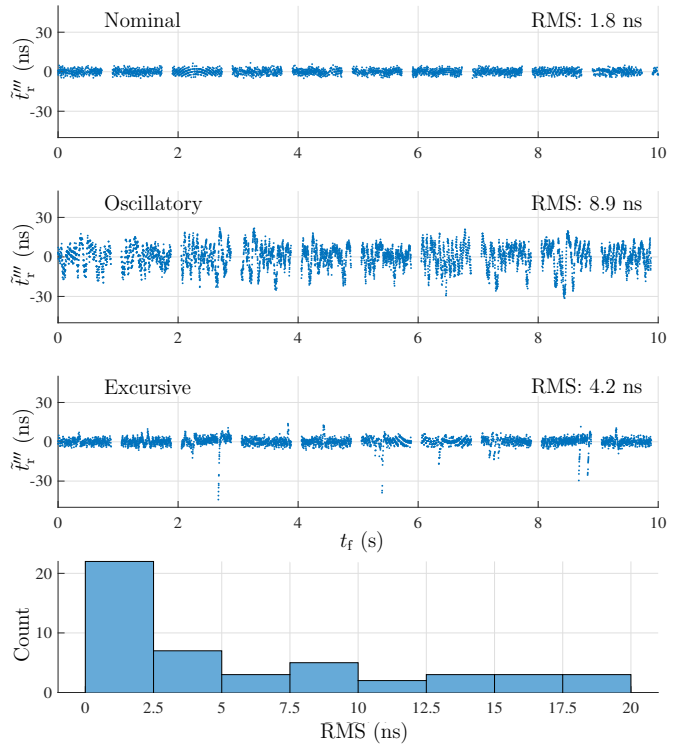 Nominal RMS: 1.8 ns
30
0
-30
t̃‴r (ns)
0 2 4 6 8 10
Oscillatory RMS: 8.9 ns
30
0
-30
t̃‴r (ns)
0 2 4 6 8 10
Excursive RMS: 4.2 ns
30
0
-30
t̃‴r (ns)
0 2 4 6 8 10
tf (s)
20
10
0
Count
0 2.5 5 7.5 10 12.5 15 17.5 20
RMS (ns)